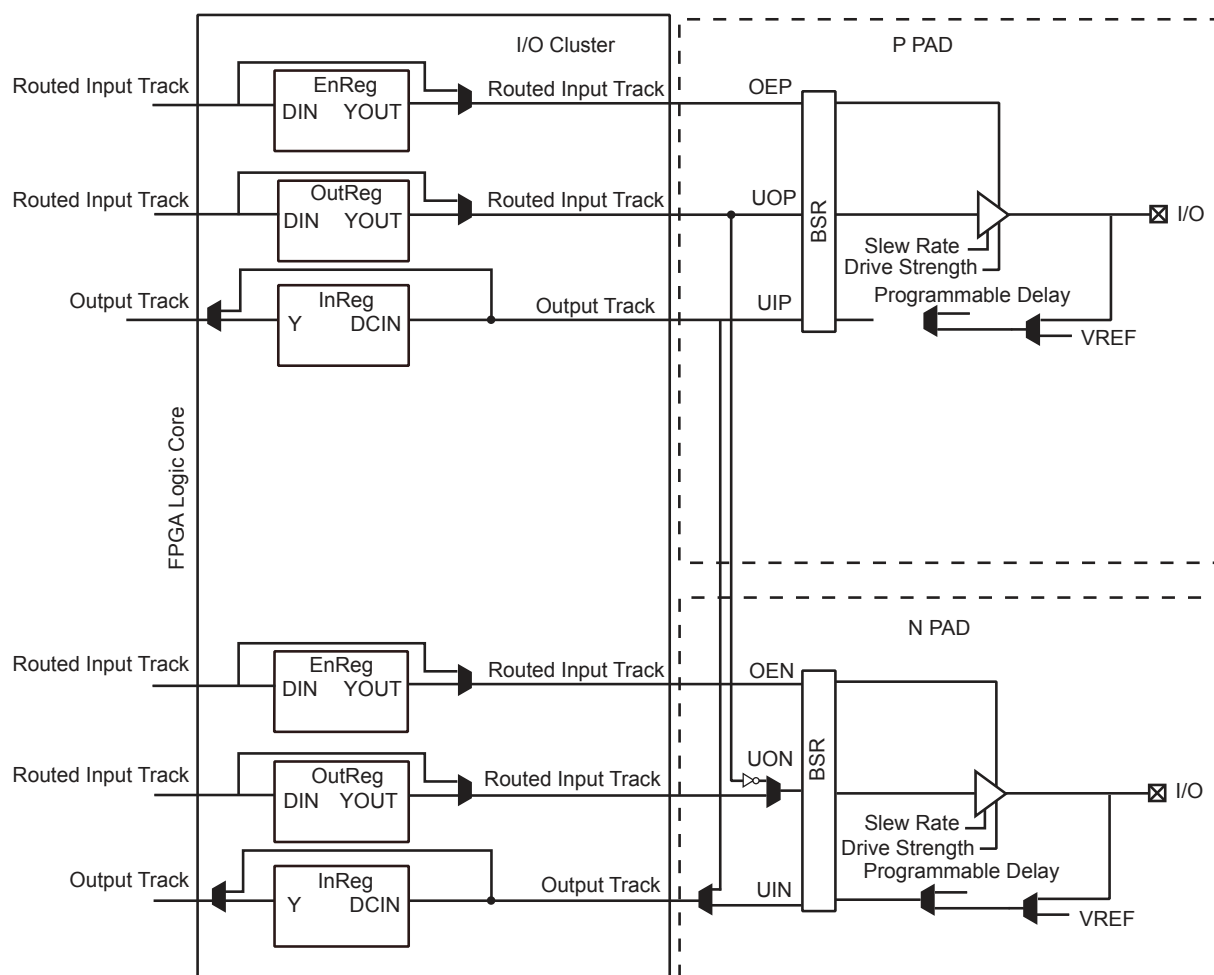 I/O Cluster
P PAD
Routed Input Track
EnReg
DIN YOUT
Routed Input Track
OEP
Routed Input Track
OutReg
DIN YOUT
Routed Input Track
UOP
BSR
I/O
Slew Rate
Drive Strength
Output Track
InReg
Y DCIN
Output Track
UIP
Programmable Delay
VREF
FPGA Logic Core
N PAD
Routed Input Track
EnReg
DIN YOUT
Routed Input Track
OEN
Routed Input Track
OutReg
DIN YOUT
Routed Input Track
UON
BSR
I/O
Slew Rate
Drive Strength
Programmable Delay
Output Track
InReg
Y DCIN
Output Track
UIN
VREF